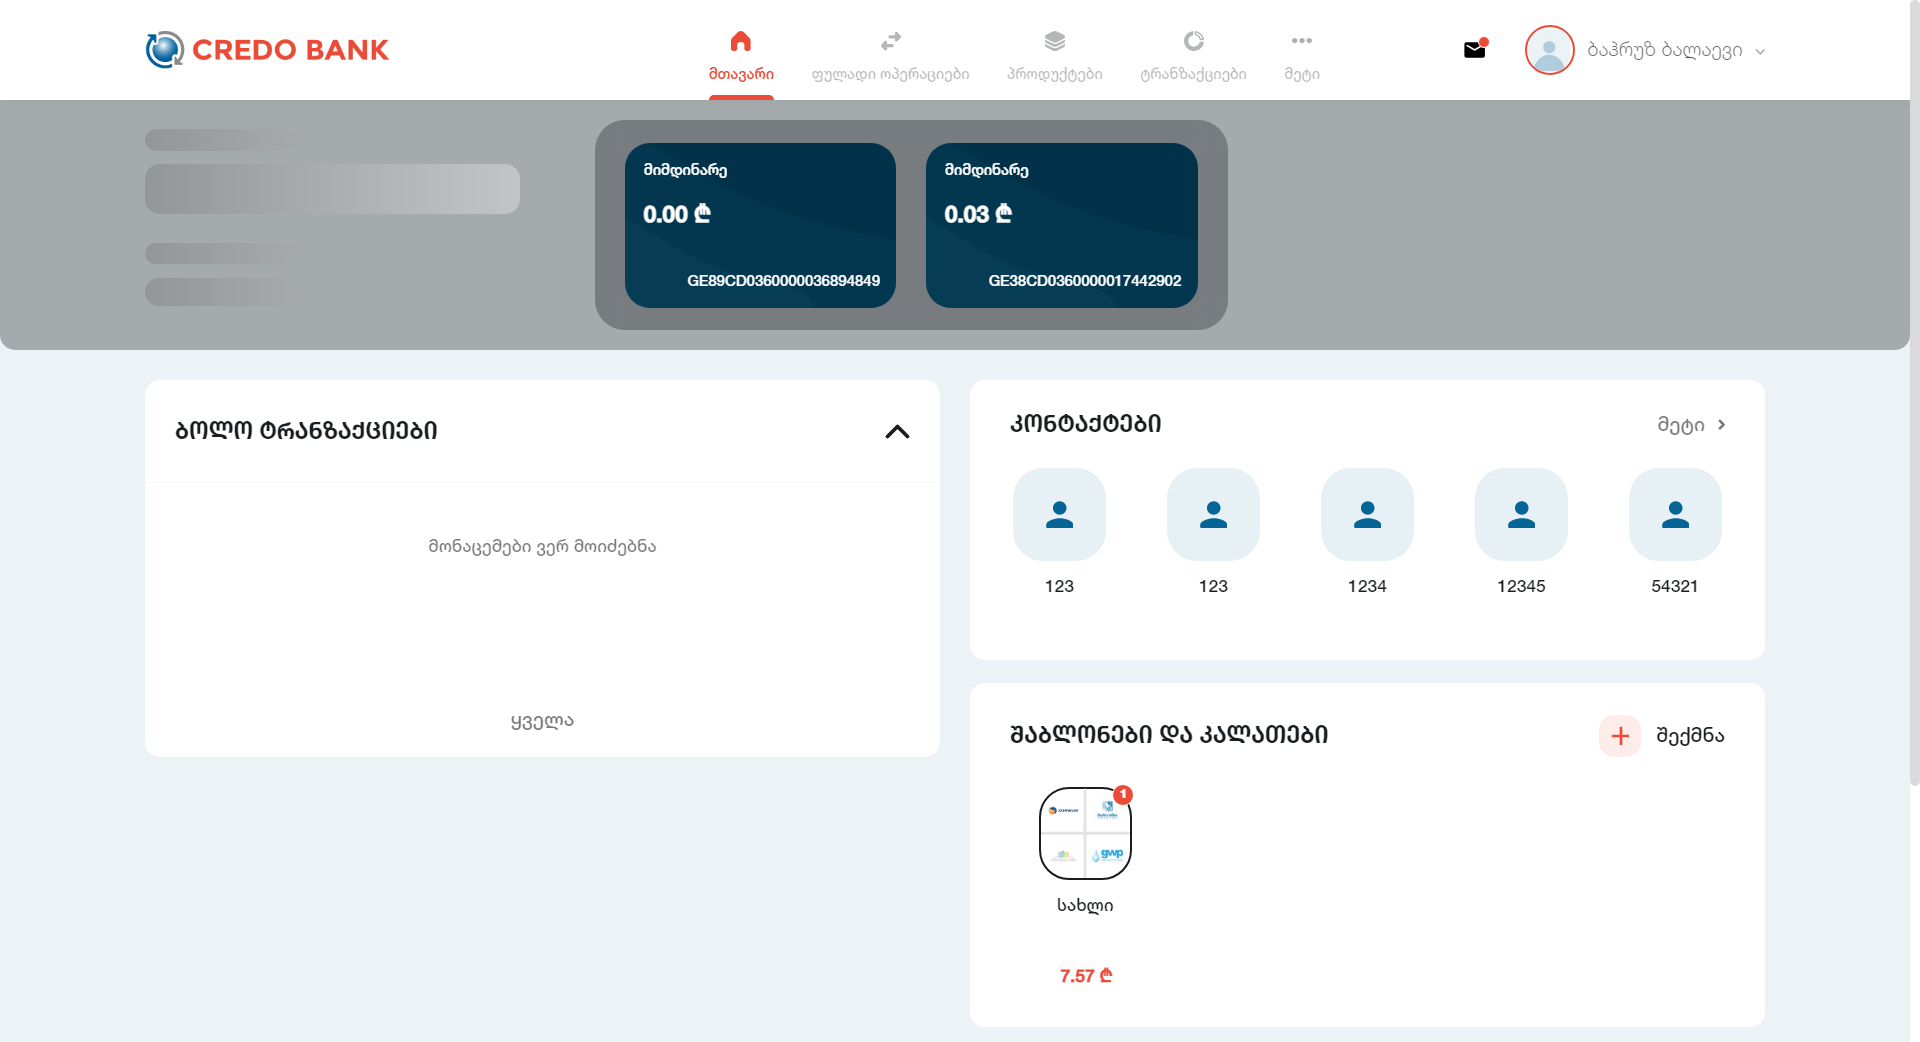 CREDO BANK
მთავარი
ფულადი ოპერაციები
პროდუქტები
ტრანზაქციები
მეტი
ბაჰრუზ ბალაევი
მიმდინარე
0.00 ₾
GE89CD0360000036894849
მიმდინარე
0.03 ₾
GE38CD0360000017442902
ბოლო ტრანზაქციები
მონაცემები ვერ მოიძებნა
ყველა
კონტაქტები
მეტი
123
123
1234
12345
54321
შაბლონები და კალათები
შექმნა
1
gwp
სახლი
7.57 ₾